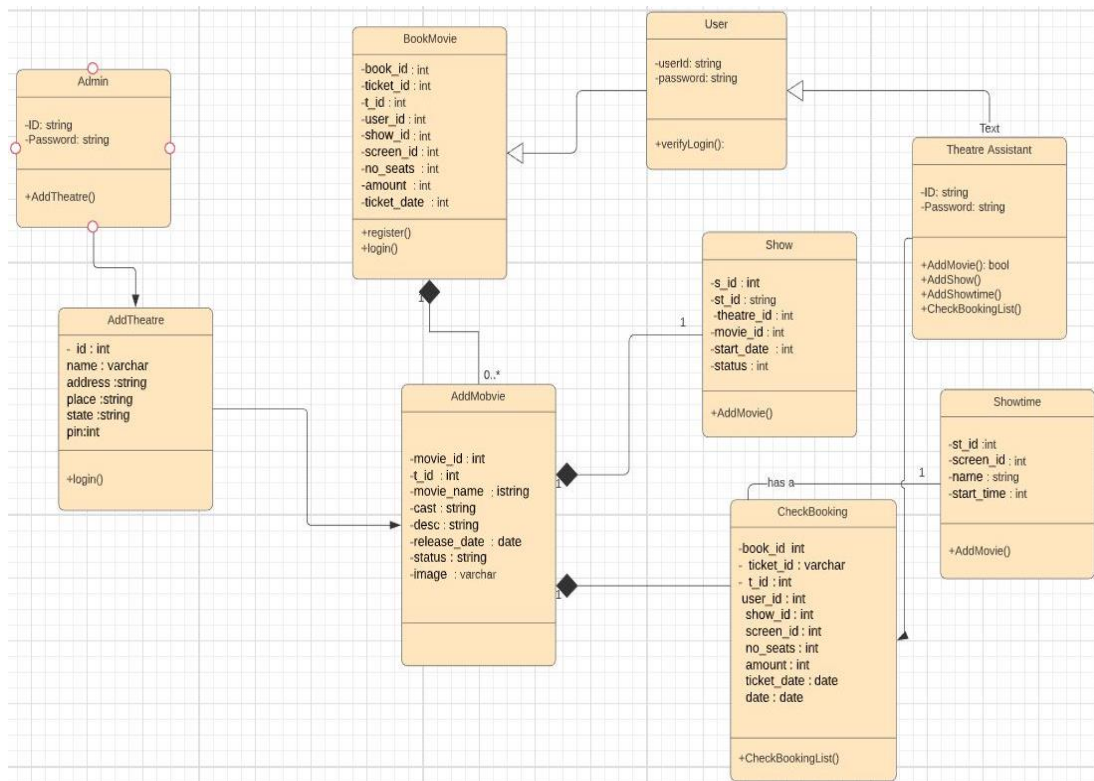 Admin
-ID: string
-Password: string
+AddTheatre()
BookMovie
-book_id : int
-ticket_id : int
-t_id : int
-user_id : int
-show_id : int
-screen_id : int
-no_seats : int
-amount : int
-ticket_date : int
+register()
+login()
User
-userId: string
-password: string
+verifyLogin():
Text
Theatre Assistant
-ID: string
-Password: string
+AddMovie(): bool
+AddShow()
+AddShowtime()
+CheckBookingList()
AddTheatre
- id : int
name : varchar
address :string
place :string
state :string
pin:int
+login()
1
0..*
AddMobvie
-movie_id : int
-t_id : int
-movie_name : istring
-cast : string
-desc : string
-release_date : date
-status : string
-image : varchar
1
1
Show
-s_id : int
-st_id : string
-theatre_id : int
-movie_id : int
-start_date : int
-status : int
+AddMovie()
1
Showtime
-st_id :int
-screen_id : int
-name : string
-start_time : int
+AddMovie()
has a
1
CheckBooking
-book_id int
- ticket_id : varchar
- t_id : int
user_id : int
show_id : int
screen_id : int
no_seats : int
amount : int
ticket_date : date
date : date
+CheckBookingList()